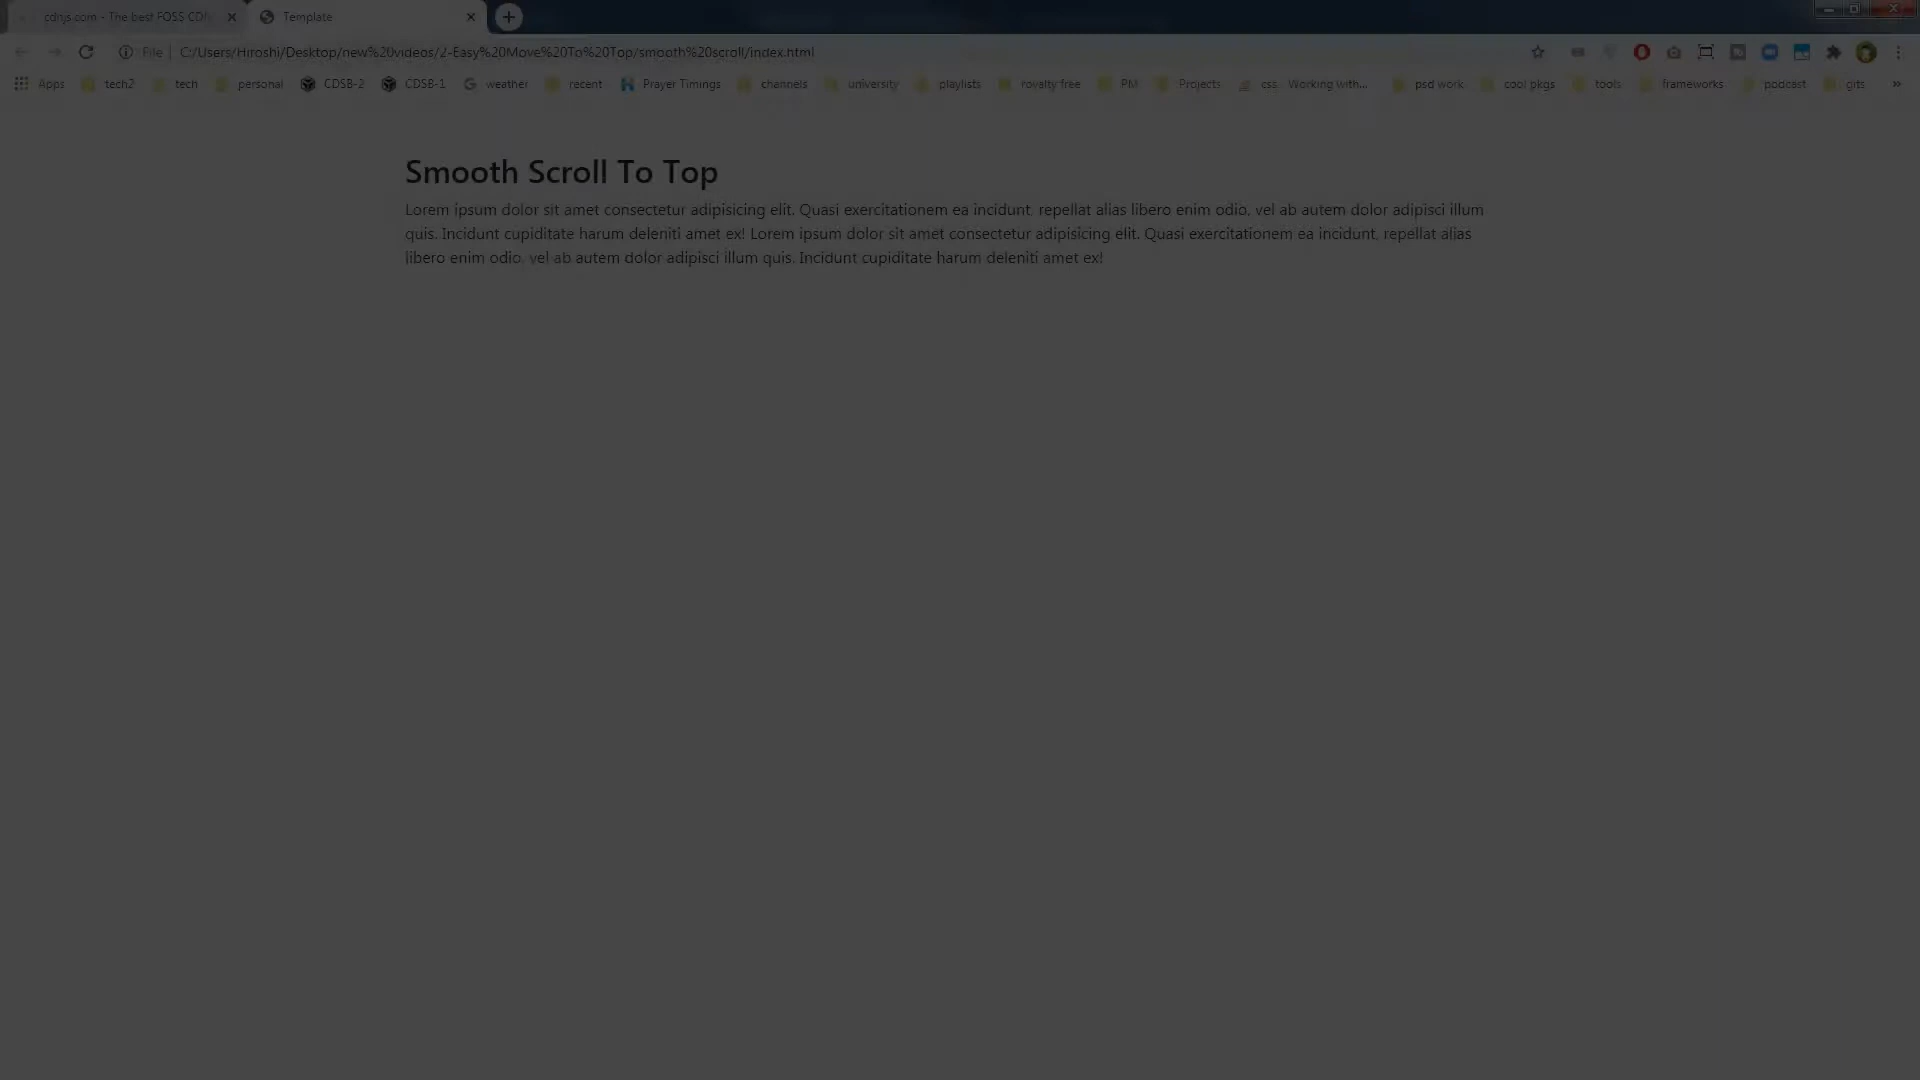 cdnjs.com - The best FOSS CDN
Template
File | C:/Users/Hiroshi/Desktop/new%20videos/2-Easy%20Move%20To%20Top/smooth%20scroll/index.html
Apps tech2 tech personal CDSB-2 CDSB-1 weather recent Prayer Timings channels university playlists royalty free PM Projects css Working with... psd work cool pkgs tools frameworks podcast gits »
Smooth Scroll To Top
Lorem ipsum dolor sit amet consectetur adipisicing elit. Quasi exercitationem ea incidunt, repellat alias libero enim odio, vel ab autem dolor adipisci illum
quis. Incidunt cupiditate harum deleniti amet ex! Lorem ipsum dolor sit amet consectetur adipisicing elit. Quasi exercitationem ea incidunt, repellat alias
libero enim odio, vel ab autem dolor adipisci illum quis. Incidunt cupiditate harum deleniti amet ex!